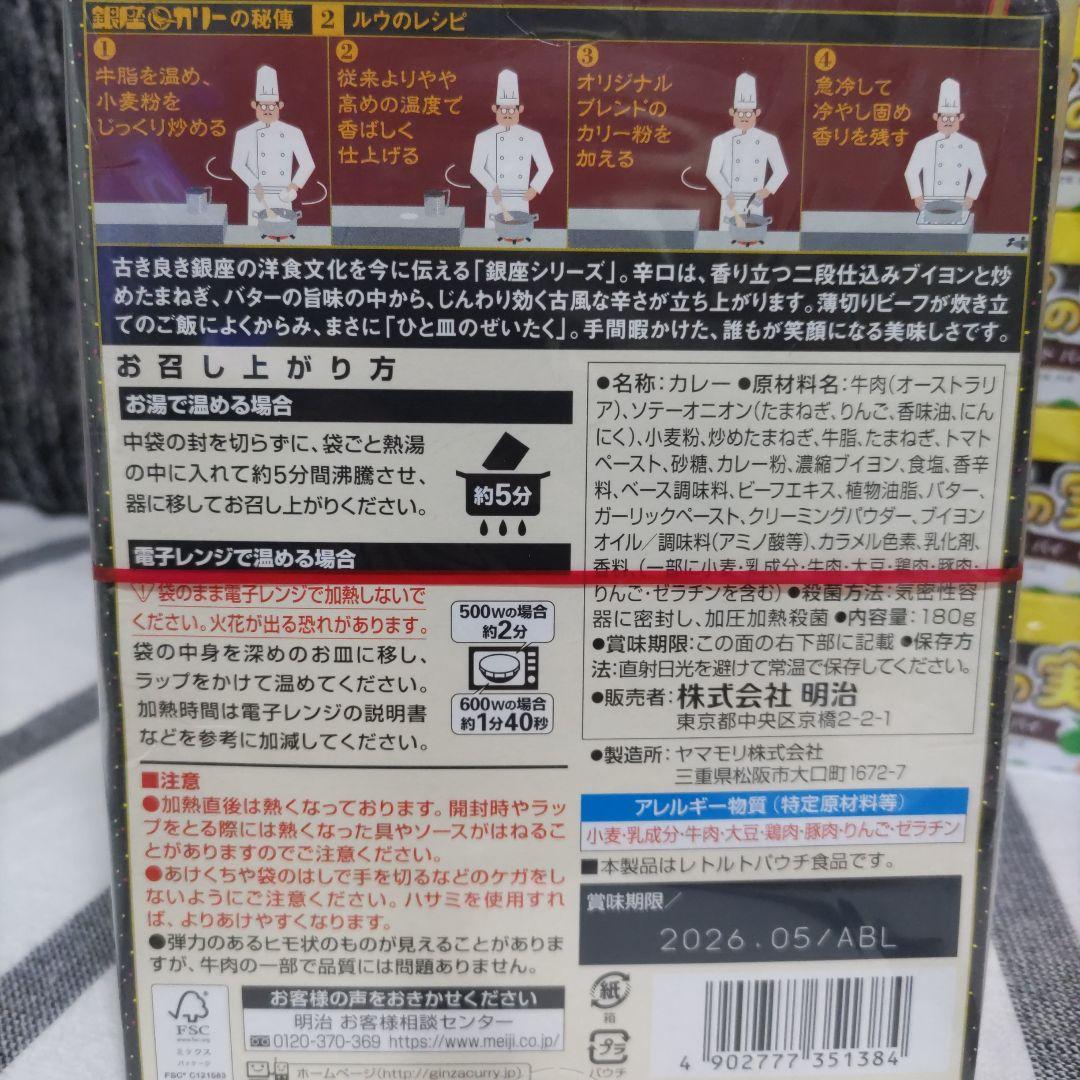 銀座カリーの秘傳 2 ルウのレシピ
1
牛脂を温め、
小麦粉を
じっくり炒める
2
従来よりやや
高めの温度で
香ばしく
仕上げる
3
オリジナル
ブレンドの
カリー粉を
加える
4
急冷して
冷やし固め
香りを残す
古き良き銀座の洋食文化を今に伝える「銀座シリーズ」。辛口は、香り立つ二段仕込みブイヨンと炒
めたまねぎ、バターの旨味の中から、じんわり効く古風な辛さが立ち上がります。薄切りビーフが炊き立
てのご飯によくからみ、まさに「ひと皿のぜいたく」。手間暇かけた、誰もが笑顔になる美味しさです。
お召し上がり方
お湯で温める場合
中袋の封を切らずに、袋ごと熱湯
の中に入れて約5分間沸騰させ、
器に移してお召し上がりください。
約5分
電子レンジで温める場合
袋のまま電子レンジで加熱しないで
ください。火花が出る恐れがあります。
袋の中身を深めのお皿に移し、
ラップをかけて温めてください。
加熱時間は電子レンジの説明書
などを参考に加減してください。
500Wの場合
約2分
600Wの場合
約1分40秒
■注意
●加熱直後は熱くなっております。開封時やラッ
プをとる際には熱くなった具やソースがはねるこ
とがありますのでご注意ください。
●あけくちや袋のはしで手を切るなどのケガをし
ないようにご注意ください。ハサミを使用すれ
ば、よりあけやすくなります。
●弾力のあるヒモ状のものが見えることがありま
すが、牛肉の一部で品質には問題ありません。
FSC
www.fsc.org
ミックス
パッケージ
FSC® C121583
お客様の声をおきかせください
明治 お客様相談センター
0120-370-369 https://www.meiji.co.jp/
ホームページ(http://ginzacurry.jp)
●名称:カレー ●原材料名:牛肉(オーストラリ
ア)、ソテーオニオン(たまねぎ、りんご、香味油、にん
にく)、小麦粉、炒めたまねぎ、牛脂、たまねぎ、トマト
ペースト、砂糖、カレー粉、濃縮ブイヨン、食塩、香辛
料、ベース調味料、ビーフエキス、植物油脂、バター、
ガーリックペースト、クリーミングパウダー、ブイヨン
オイル/調味料(アミノ酸等)、カラメル色素、乳化剤、
香料、(一部に小麦・乳成分・牛肉・大豆・鶏肉・豚肉・
りんご・ゼラチンを含む) ●殺菌方法:気密性容
器に密封し、加圧加熱殺菌 ●内容量:180g
●賞味期限:この面の右下部に記載 ●保存方
法:直射日光を避けて常温で保存してください。
●販売者:株式会社 明治
東京都中央区京橋2-2-1
●製造所:ヤマモリ株式会社
三重県松阪市大口町1672-7
アレルギー物質(特定原材料等)
小麦・乳成分・牛肉・大豆・鶏肉・豚肉・りんご・ゼラチン
■本製品はレトルトパウチ食品です。
賞味期限/
2026.05/ABL
紙
箱
プラ
パウチ
4 902777 351384